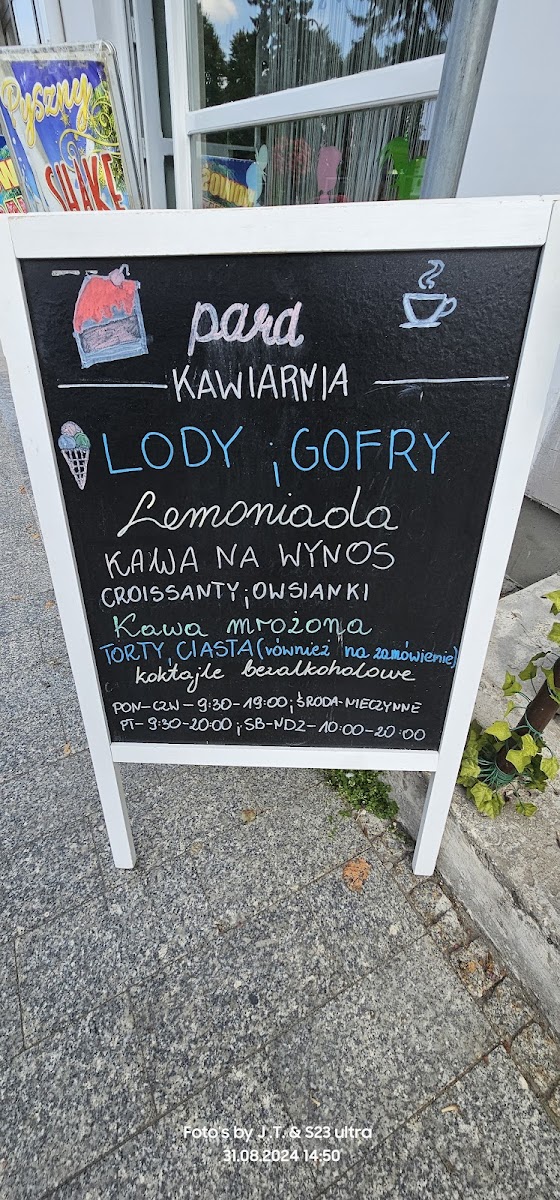 Pyszny
SHAKE
pard
KAWIARNIA
LODY i GOFRY
Lemoniada
KAWA NA WYNOS
CROISSANTY i OWSIANKI
Kawa mrożona
TORTY CIASTA (również na zamówienie)
koktajle bezalkoholowe
PON-CZW-9:30-19:00 i ŚRODA-NIECZYNNE
PT-9:30-20:00 i SB-NDZ-10:00-20:00
Foto's by J .T. & S23 ultra
31.08.2024 14:50